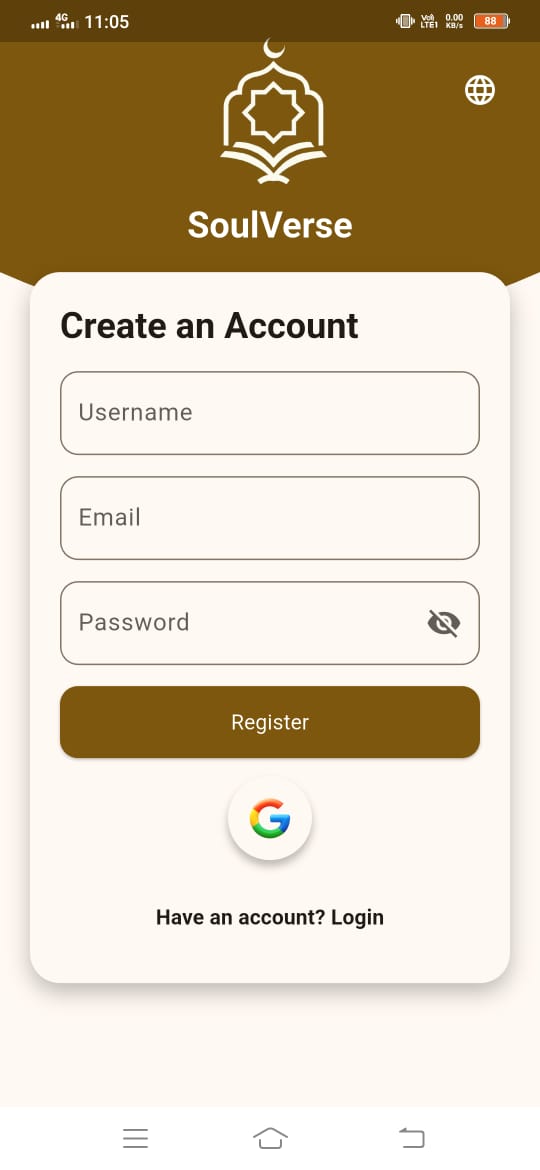 4G 11:05 Vo) LTE1 0.00 KB/s 88
SoulVerse
Create an Account
Username
Email
Password
Register
Have an account? Login